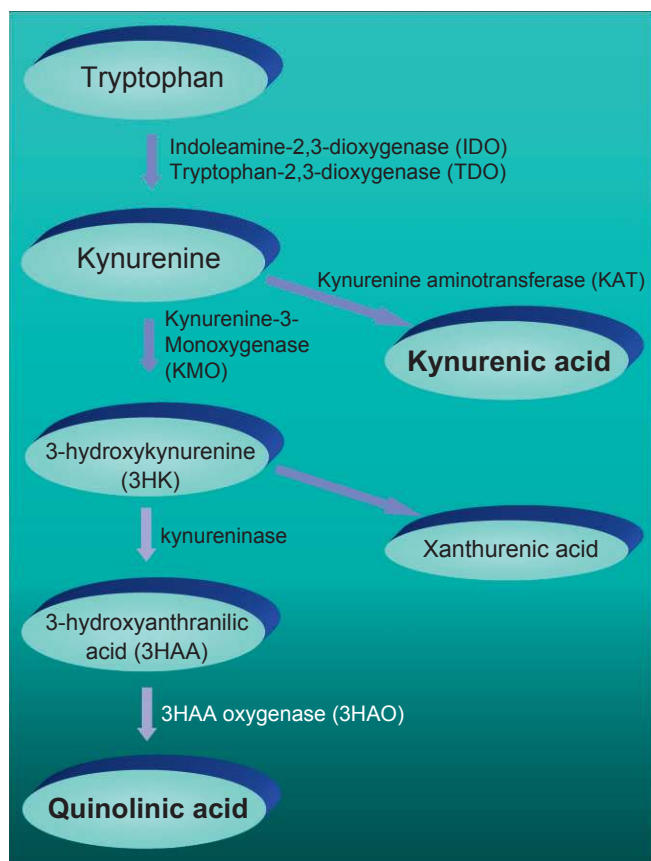 Tryptophan
Indoleamine-2,3-dioxygenase (IDO)
Tryptophan-2,3-dioxygenase (TDO)
Kynurenine
Kynurenine aminotransferase (KAT)
Kynurenine-3-
Monoxygenase
(KMO)
Kynurenic acid
3-hydroxykynurenine
(3HK)
kynureninase
Xanthurenic acid
3-hydroxyanthranilic
acid (3HAA)
3HAA oxygenase (3HAO)
Quinolinic acid